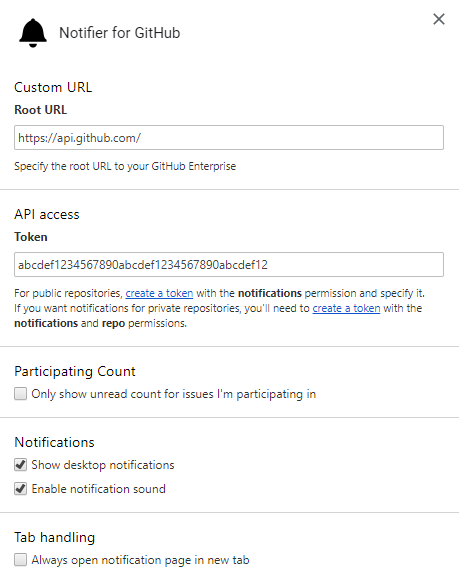 Notifier for GitHub
Custom URL
Root URL
https://api.github.com/
Specify the root URL to your GitHub Enterprise
API access
Token
abcdef1234567890abcdef1234567890abcdef12
For public repositories, create a token with the notifications permission and specify it.
If you want notifications for private repositories, you'll need to create a token with the
notifications and repo permissions.
Participating Count
Only show unread count for issues I'm participating in
Notifications
Show desktop notifications
Enable notification sound
Tab handling
Always open notification page in new tab